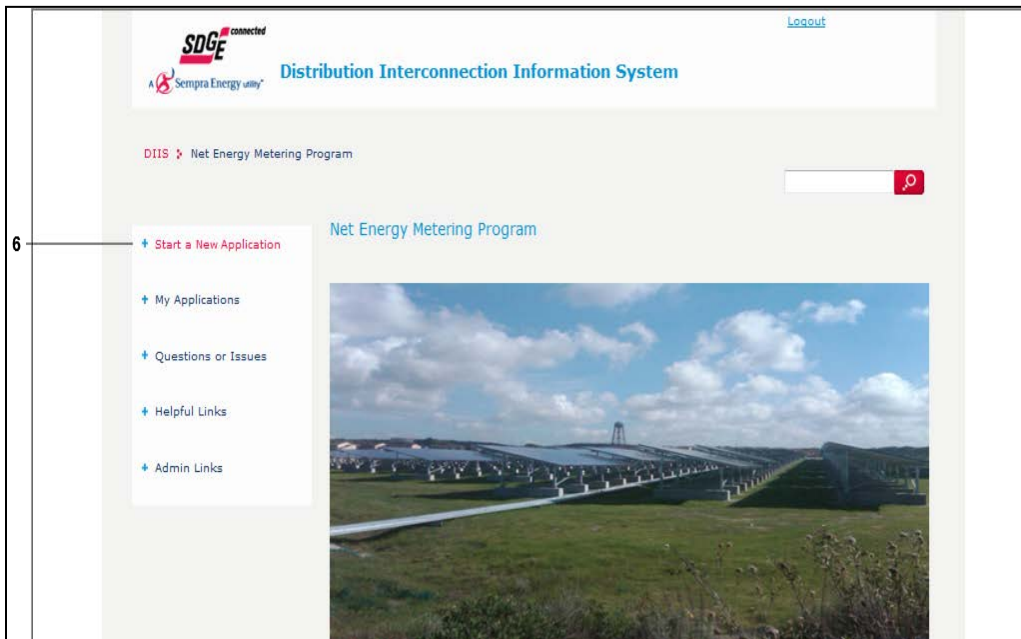 Logout
connected
SDGE
A Sempra Energy utility™
Distribution Interconnection Information System
DIIS Net Energy Metering Program
Net Energy Metering Program
6
+ Start a New Application
+ My Applications
+ Questions or Issues
+ Helpful Links
+ Admin Links